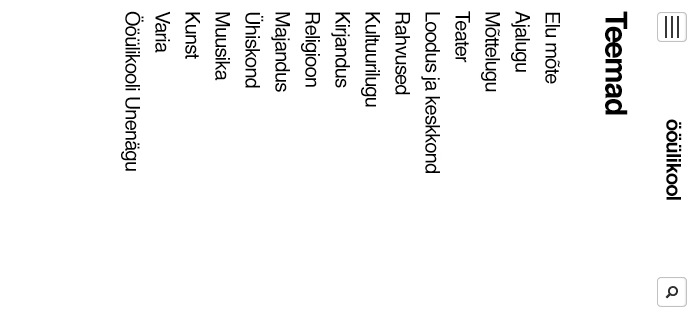 ööülikool
Teemad
Elu mõte
Ajalugu
Mõttelugu
Teater
Loodus ja keskkond
Rahvused
Kultuurilugu
Kirjandus
Religioon
Majandus
Ühiskond
Muusika
Kunst
Varia
Ööülikooli Unenägu